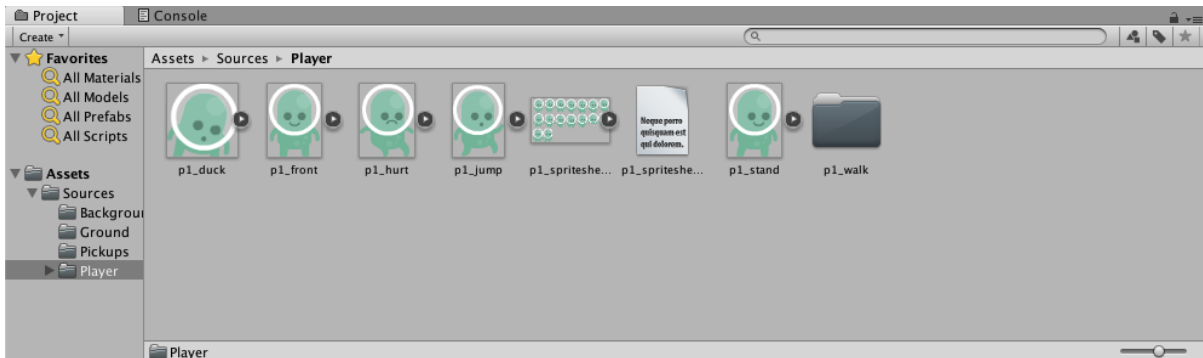 Project
Console
Create
Favorites
All Materials
All Models
All Prefabs
All Scripts
Assets
Sources
Backgrou
Ground
Pickups
Player
Assets ▸ Sources ▸ Player
Neque porro
quisquam est
qui dolorem.
p1_duck
p1_front
p1_hurt
p1_jump
p1_spriteshe...
p1_spriteshe...
p1_stand
p1_walk
Player